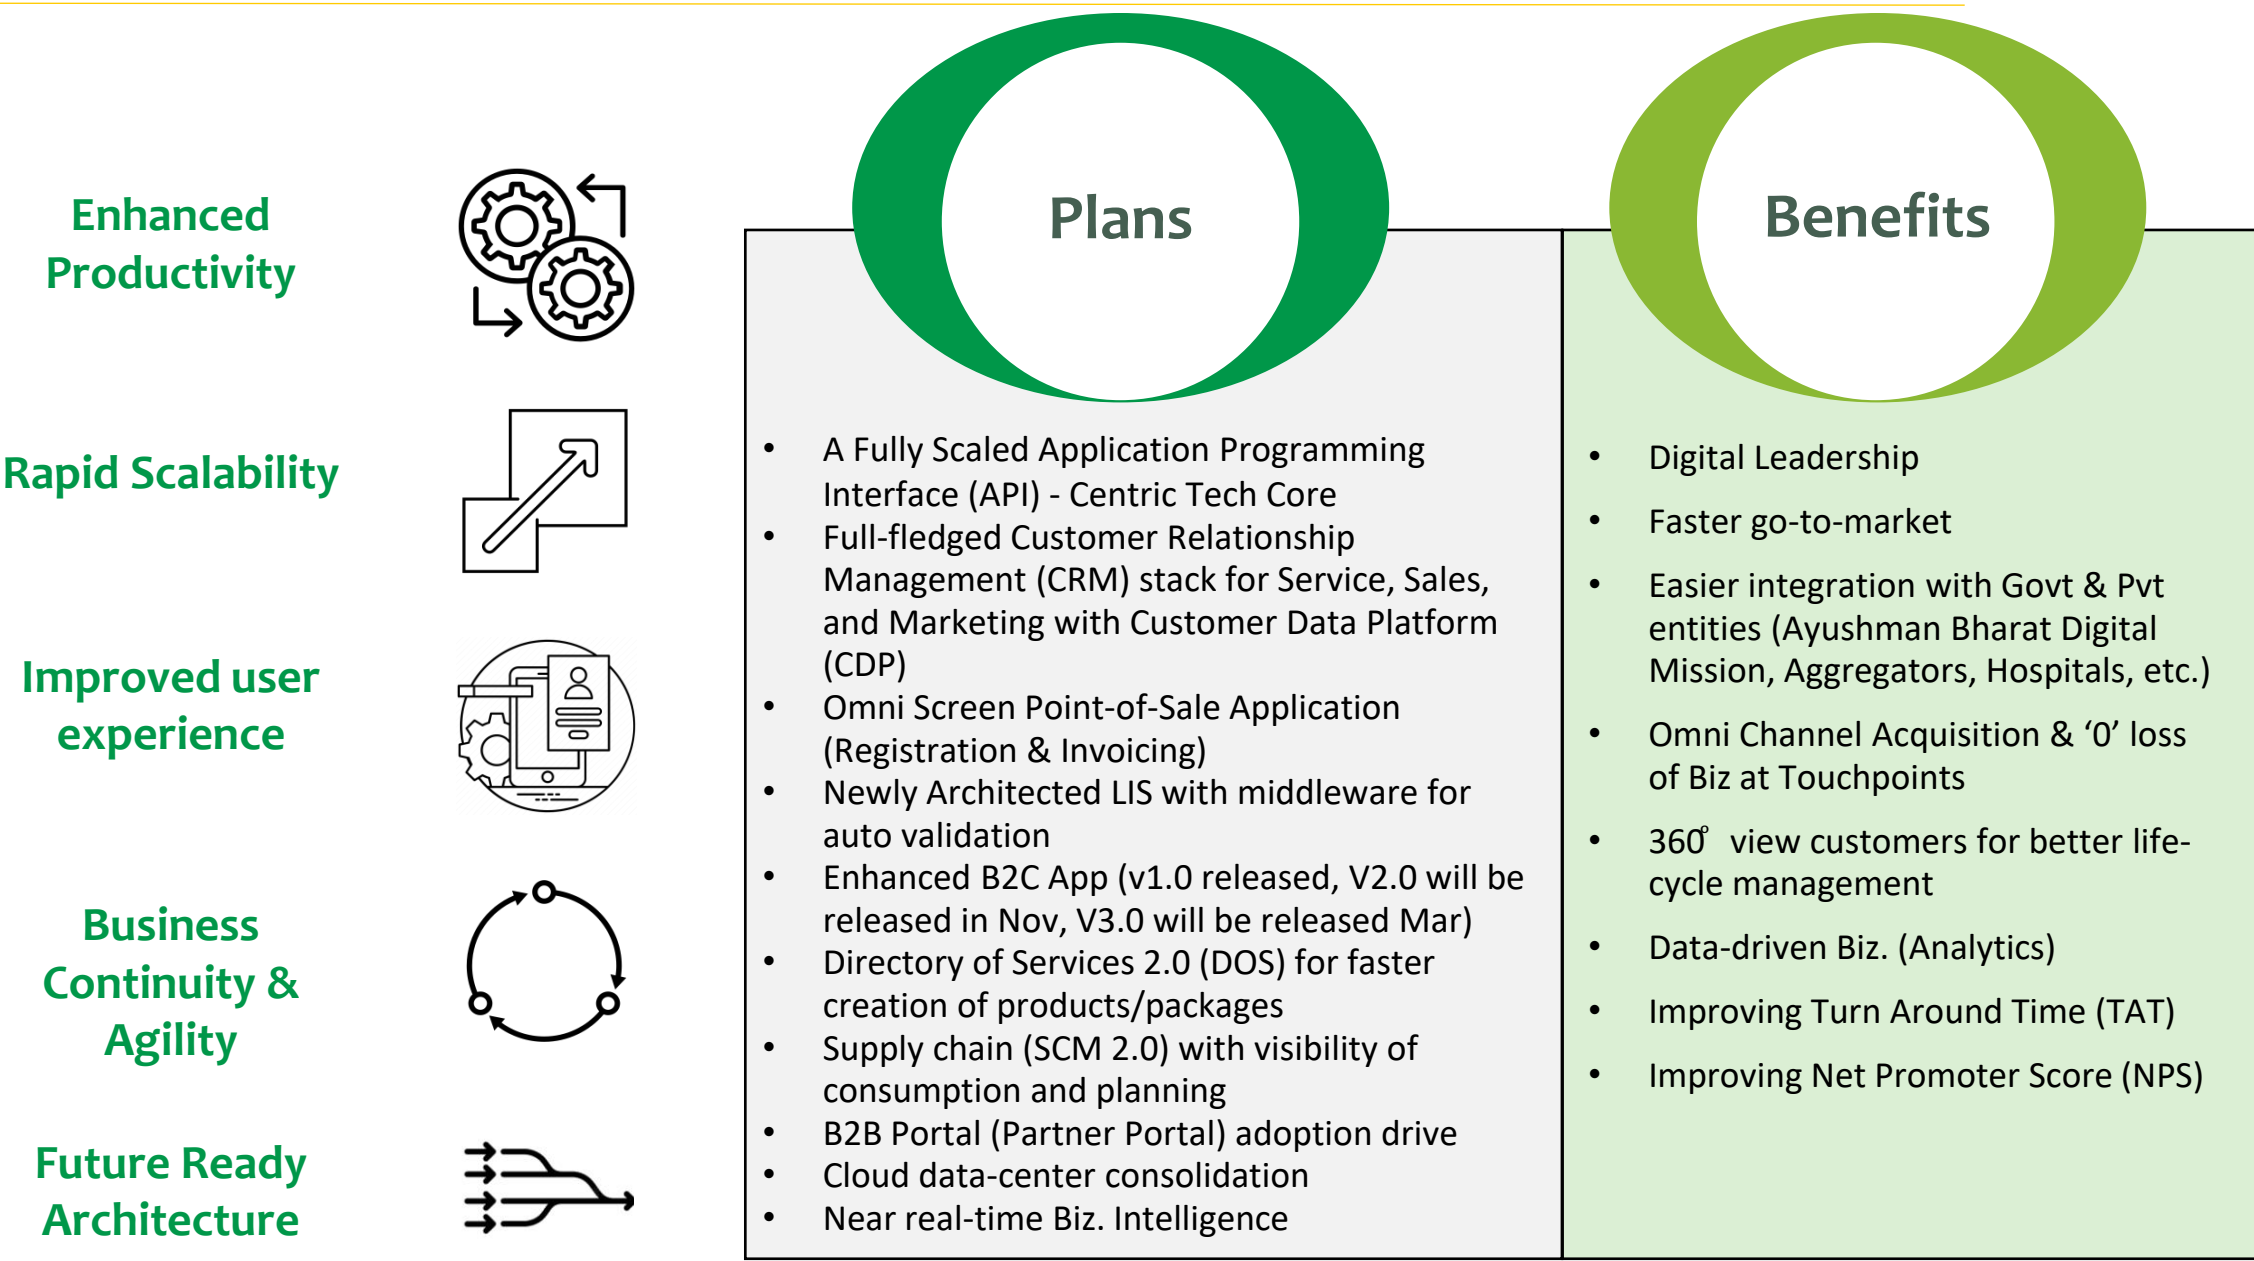 Enhanced
Productivity
Rapid Scalability
Improved user
experience
Business
Continuity &
Agility
Future Ready
Architecture
Plans
• A Fully Scaled Application Programming
Interface (API) - Centric Tech Core
• Full-fledged Customer Relationship
Management (CRM) stack for Service, Sales,
and Marketing with Customer Data Platform
(CDP)
• Omni Screen Point-of-Sale Application
(Registration & Invoicing)
• Newly Architected LIS with middleware for
auto validation
• Enhanced B2C App (v1.0 released, V2.0 will be
released in Nov, V3.0 will be released Mar)
• Directory of Services 2.0 (DOS) for faster
creation of products/packages
• Supply chain (SCM 2.0) with visibility of
consumption and planning
• B2B Portal (Partner Portal) adoption drive
• Cloud data-center consolidation
• Near real-time Biz. Intelligence
Benefits
• Digital Leadership
• Faster go-to-market
• Easier integration with Govt & Pvt
entities (Ayushman Bharat Digital
Mission, Aggregators, Hospitals, etc.)
• Omni Channel Acquisition & ‘0’ loss
of Biz at Touchpoints
• 360° view customers for better life-
cycle management
• Data-driven Biz. (Analytics)
• Improving Turn Around Time (TAT)
• Improving Net Promoter Score (NPS)